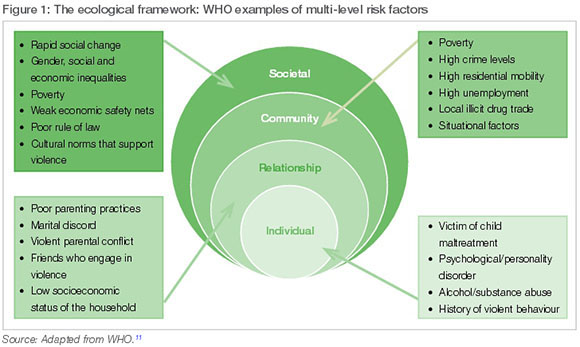 Figure 1: The ecological framework: WHO examples of multi-level risk factors
• Rapid social change
• Gender, social and
economic inequalities
• Poverty
• Weak economic safety nets
• Poor rule of law
• Cultural norms that support
violence
Societal
Community
Relationship
Individual
• Poverty
• High crime levels
• High residential mobility
• High unemployment
• Local illicit drug trade
• Situational factors
• Poor parenting practices
• Marital discord
• Violent parental conflict
• Friends who engage in
violence
• Low socioeconomic
status of the household
• Victim of child
maltreatment
• Psychological/personality
disorder
• Alcohol/substance abuse
• History of violent behaviour
Source: Adapted from WHO.11